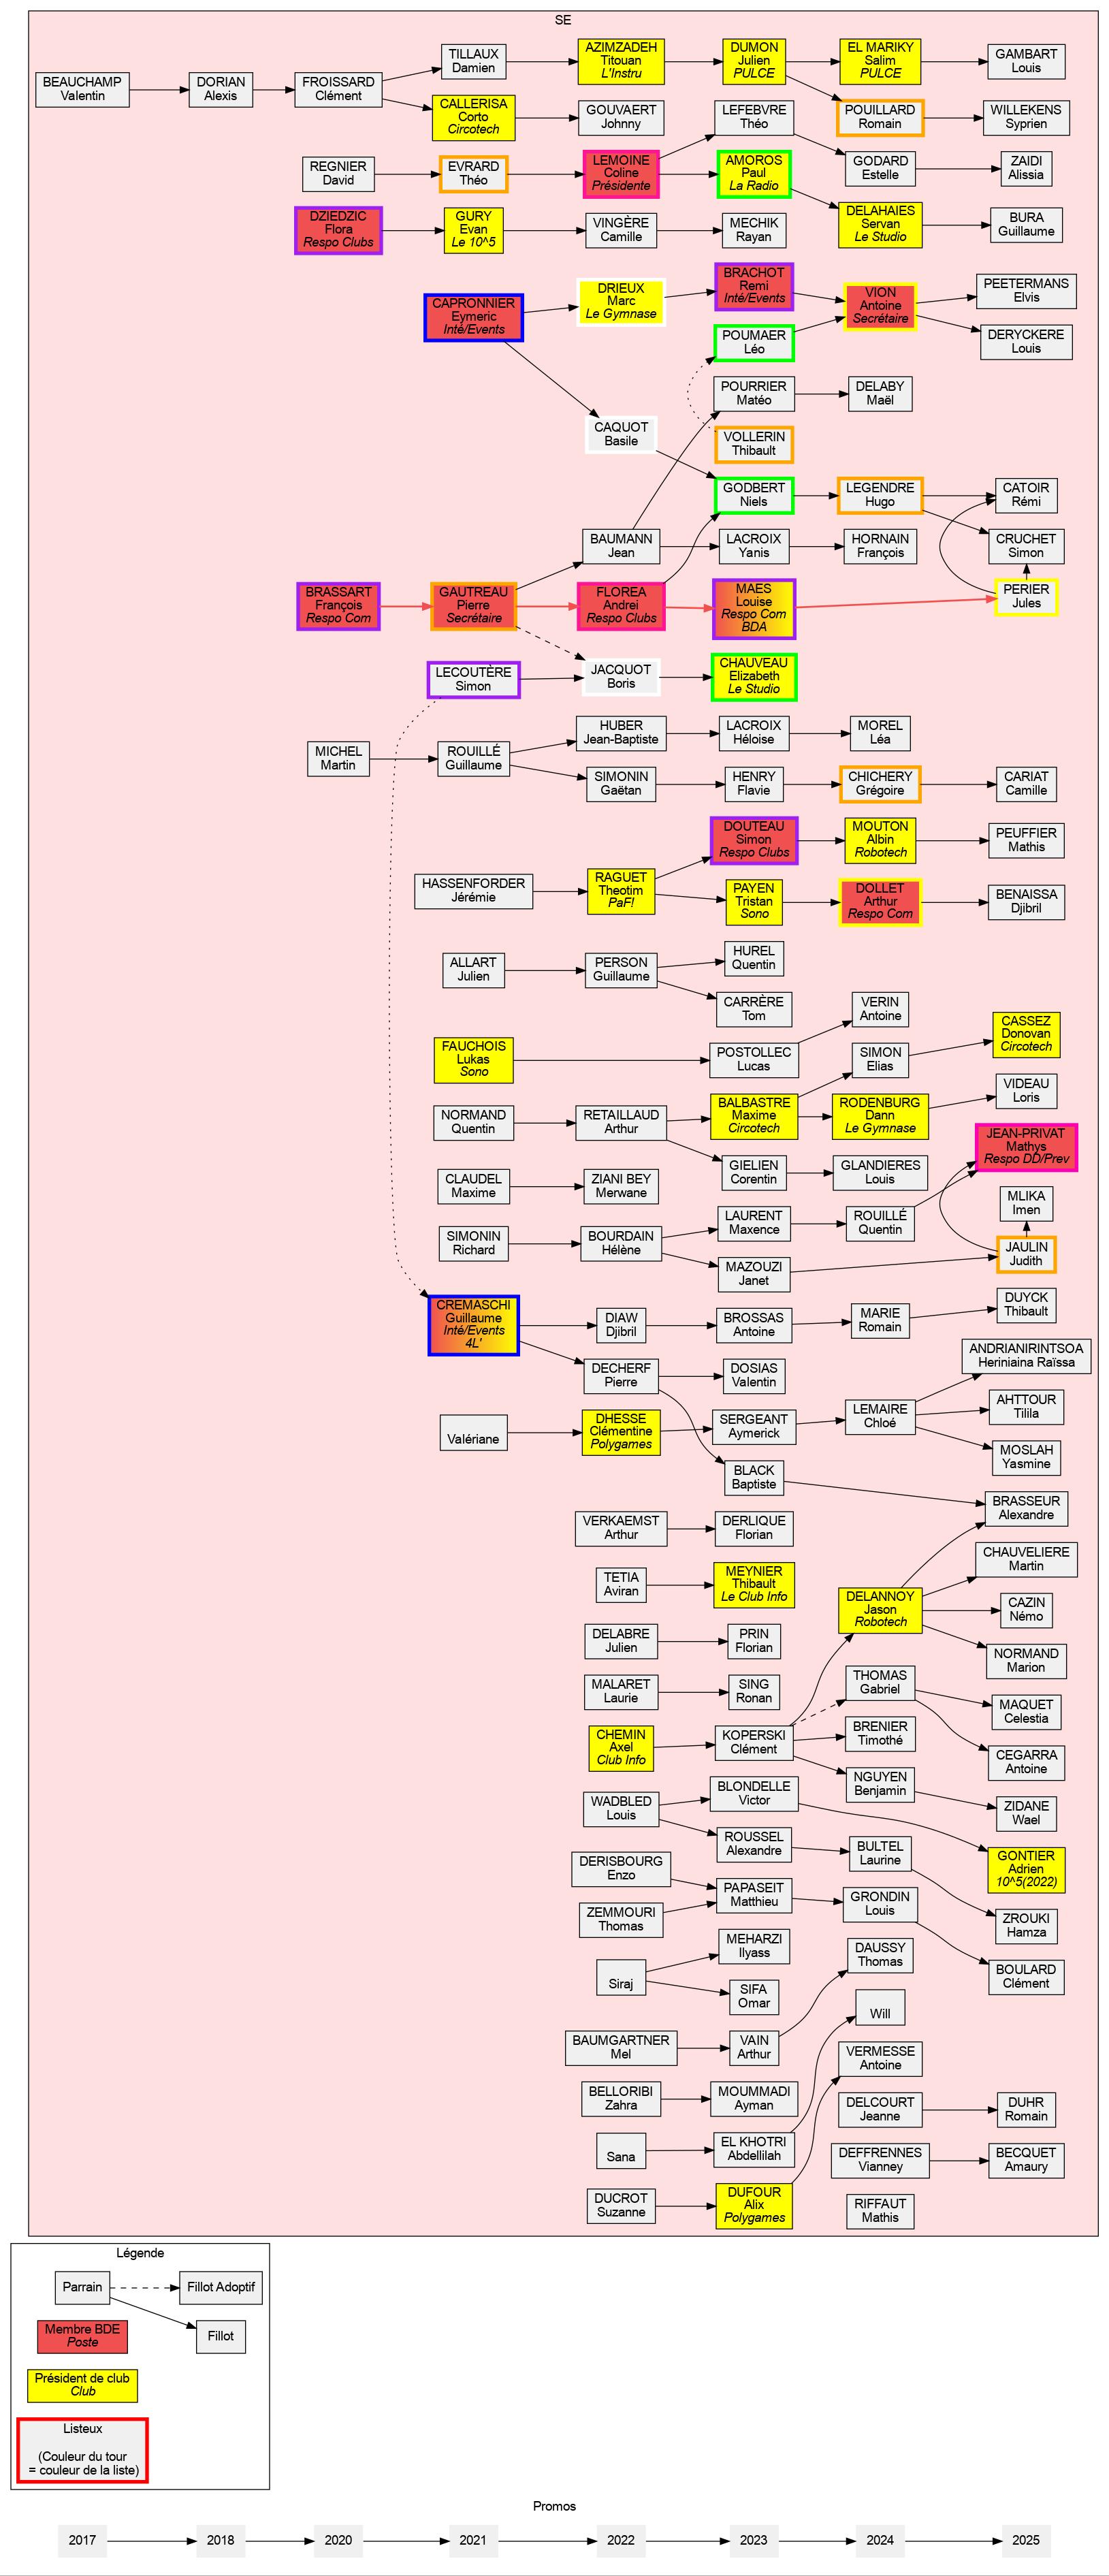 SE
BEAUCHAMP
Valentin
DORIAN
Alexis
FROISSARD
Clément
TILLAUX
Damien
AZIMZADEH
Titouan
L'Instru
DUMON
Julien
PULCE
EL MARIKY
Salim
PULCE
GAMBART
Louis
CALLERISA
Corto
Circotech
GOUVAERT
Johnny
LEFEBVRE
Théo
POUILLARD
Romain
WILLEKENS
Syprien
REGNIER
David
EVRARD
Théo
LEMOINE
Coline
Présidente
AMOROS
Paul
La Radio
GODARD
Estelle
ZAIDI
Alissia
DZIEDZIC
Flora
Respo Clubs
GURY
Evan
Le 10^5
VINGÈRE
Camille
MECHIK
Rayan
DELAHAIES
Servan
Le Studio
BURA
Guillaume
CAPRONNIER
Eymeric
Inté/Events
DRIEUX
Marc
Le Gymnase
BRACHOT
Remi
Inté/Events
VION
Antoine
Secrétaire
PEETERMANS
Elvis
POUMAER
Léo
DERYCKERE
Louis
POURRIER
Matéo
DELABY
Maël
CAQUOT
Basile
VOLLERIN
Thibault
GODBERT
Niels
LEGENDRE
Hugo
CATOIR
Rémi
BAUMANN
Jean
LACROIX
Yanis
HORNAIN
François
CRUCHET
Simon
BRASSART
François
Respo Com
GAUTREAU
Pierre
Secrétaire
FLOREA
Andrei
Respo Clubs
MAES
Louise
Respo Com
BDA
PERIER
Jules
LECOUTÈRE
Simon
JACQUOT
Boris
CHAUVEAU
Elizabeth
Le Studio
MICHEL
Martin
ROUILLÉ
Guillaume
HUBER
Jean-Baptiste
LACROIX
Héloise
MOREL
Léa
SIMONIN
Gaëtan
HENRY
Flavie
CHICHERY
Grégoire
CARIAT
Camille
HASSENFORDER
Jérémie
RAGUET
Theotim
PaF!
DOUTEAU
Simon
Respo Clubs
MOUTON
Albin
Robotech
PEUFFIER
Mathis
PAYEN
Tristan
Sono
DOLLET
Arthur
Respo Com
BENAISSA
Djibril
ALLART
Julien
PERSON
Guillaume
HUREL
Quentin
CARRÈRE
Tom
VERIN
Antoine
FAUCHOIS
Lukas
Sono
POSTOLLEC
Lucas
SIMON
Elias
CASSEZ
Donovan
Circotech
NORMAND
Quentin
RETAILLAUD
Arthur
BALBASTRE
Maxime
Circotech
RODENBURG
Dann
Le Gymnase
VIDEAU
Loris
CLAUDEL
Maxime
ZIANI BEY
Merwane
GIELIEN
Corentin
GLANDIERES
Louis
JEAN-PRIVAT
Mathys
Respo DD/Prev
SIMONIN
Richard
BOURDAIN
Hélène
LAURENT
Maxence
ROUILLÉ
Quentin
MLIKA
Imen
MAZOUZI
Janet
JAULIN
Judith
CREMASCHI
Guillaume
Inté/Events
4L'
DIAW
Djibril
BROSSAS
Antoine
MARIE
Romain
DUYCK
Thibault
DECHERF
Pierre
DOSIAS
Valentin
ANDRIANIRINTSOA
Heriniaina Raïssa
Valériane
DHESSE
Clémentine
Polygames
SERGEANT
Aymerick
LEMAIRE
Chloé
AHTTOUR
Tilila
MOSLAH
Yasmine
BLACK
Baptiste
BRASSEUR
Alexandre
VERKAEMST
Arthur
DERLIQUE
Florian
CHAUVELIERE
Martin
TETIA
Aviran
MEYNIER
Thibault
Le Club Info
DELANNOY
Jason
Robotech
CAZIN
Némo
DELABRE
Julien
PRIN
Florian
NORMAND
Marion
MALARET
Laurie
SING
Ronan
THOMAS
Gabriel
MAQUET
Celestia
CHEMIN
Axel
Club Info
KOPERSKI
Clément
BRENIER
Timothé
CEGARRA
Antoine
NGUYEN
Benjamin
ZIDANE
Wael
WADBLED
Louis
BLONDELLE
Victor
ROUSSEL
Alexandre
BULTEL
Laurine
GONTIER
Adrien
10^5(2022)
DERISBOURG
Enzo
PAPASEIT
Matthieu
GRONDIN
Louis
ZROUKI
Hamza
ZEMMOURI
Thomas
MEHARZI
Ilyass
DAUSSY
Thomas
BOULARD
Clément
Siraj
SIFA
Omar
Will
BAUMGARTNER
Mel
VAIN
Arthur
VERMESSE
Antoine
BELLORIBI
Zahra
MOUMMADI
Ayman
DELCOURT
Jeanne
DUHR
Romain
Sana
EL KHOTRI
Abdellilah
DEFFRENNES
Vianney
BECQUET
Amaury
DUCROT
Suzanne
DUFOUR
Alix
Polygames
RIFFAUT
Mathis
Légende
Parrain
Fillot Adoptif
Fillot
Membre BDE
Poste
Président de club
Club
Listeux
(Couleur du tour
= couleur de la liste)
Promos
2017
2018
2020
2021
2022
2023
2024
2025